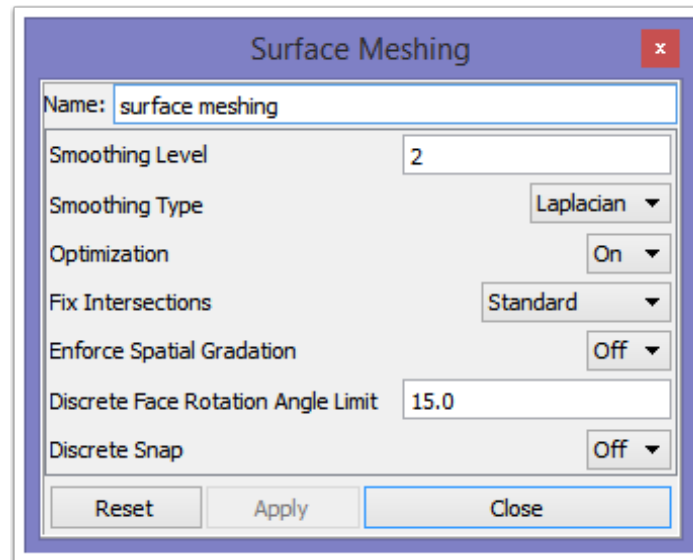 Surface Meshing
x
Name: surface meshing
Smoothing Level 2
Smoothing Type Laplacian
Optimization On
Fix Intersections Standard
Enforce Spatial Gradation Off
Discrete Face Rotation Angle Limit 15.0
Discrete Snap Off
Reset Apply Close